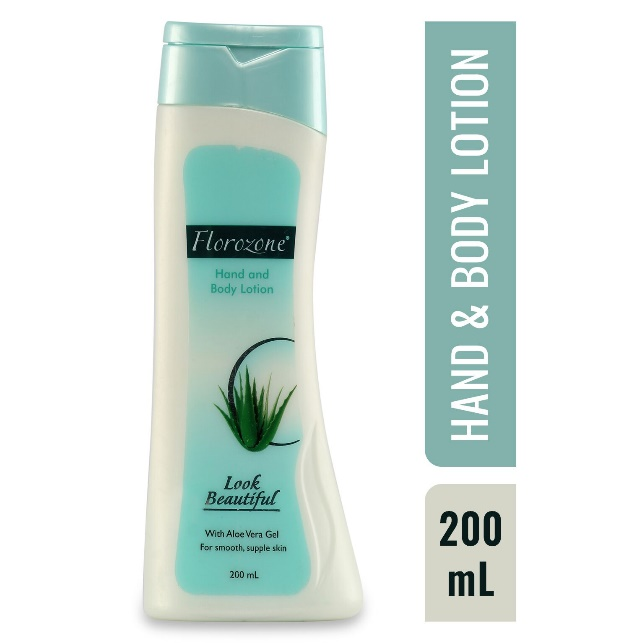 Florozone®
Hand and
Body Lotion
Look
Beautiful
With Aloe Vera Gel
For smooth, supple skin
200 mL
HAND & BODY LOTION
200
mL